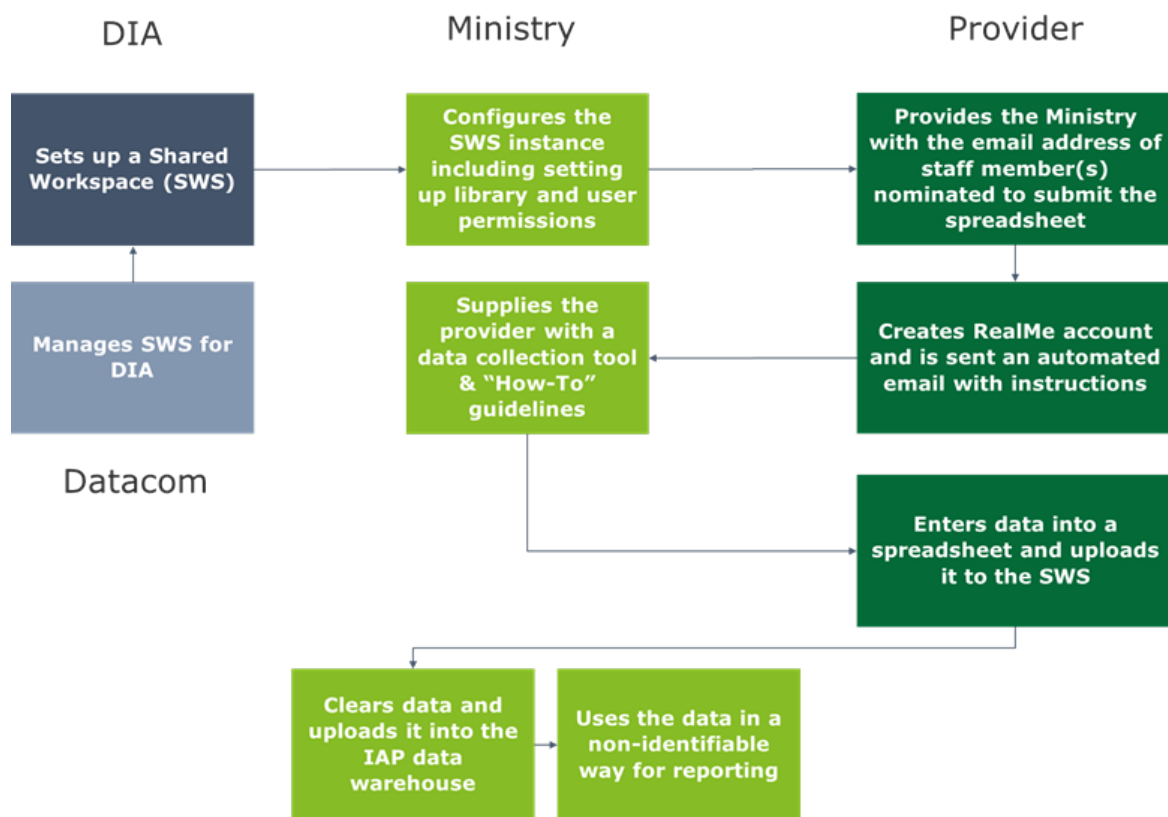 DIA
Ministry
Provider
Sets up a Shared
Workspace (SWS)
Configures the
SWS instance
including setting
up library and user
permissions
Provides the Ministry
with the email address of
staff member(s)
nominated to submit the
spreadsheet
Manages SWS for
DIA
Supplies the
provider with a
data collection tool
& “How-To”
guidelines
Creates RealMe account
and is sent an automated
email with instructions
Datacom
Enters data into a
spreadsheet and uploads
it to the SWS
Clears data and
uploads it into the
IAP data
warehouse
Uses the data in a
non-identifiable
way for reporting